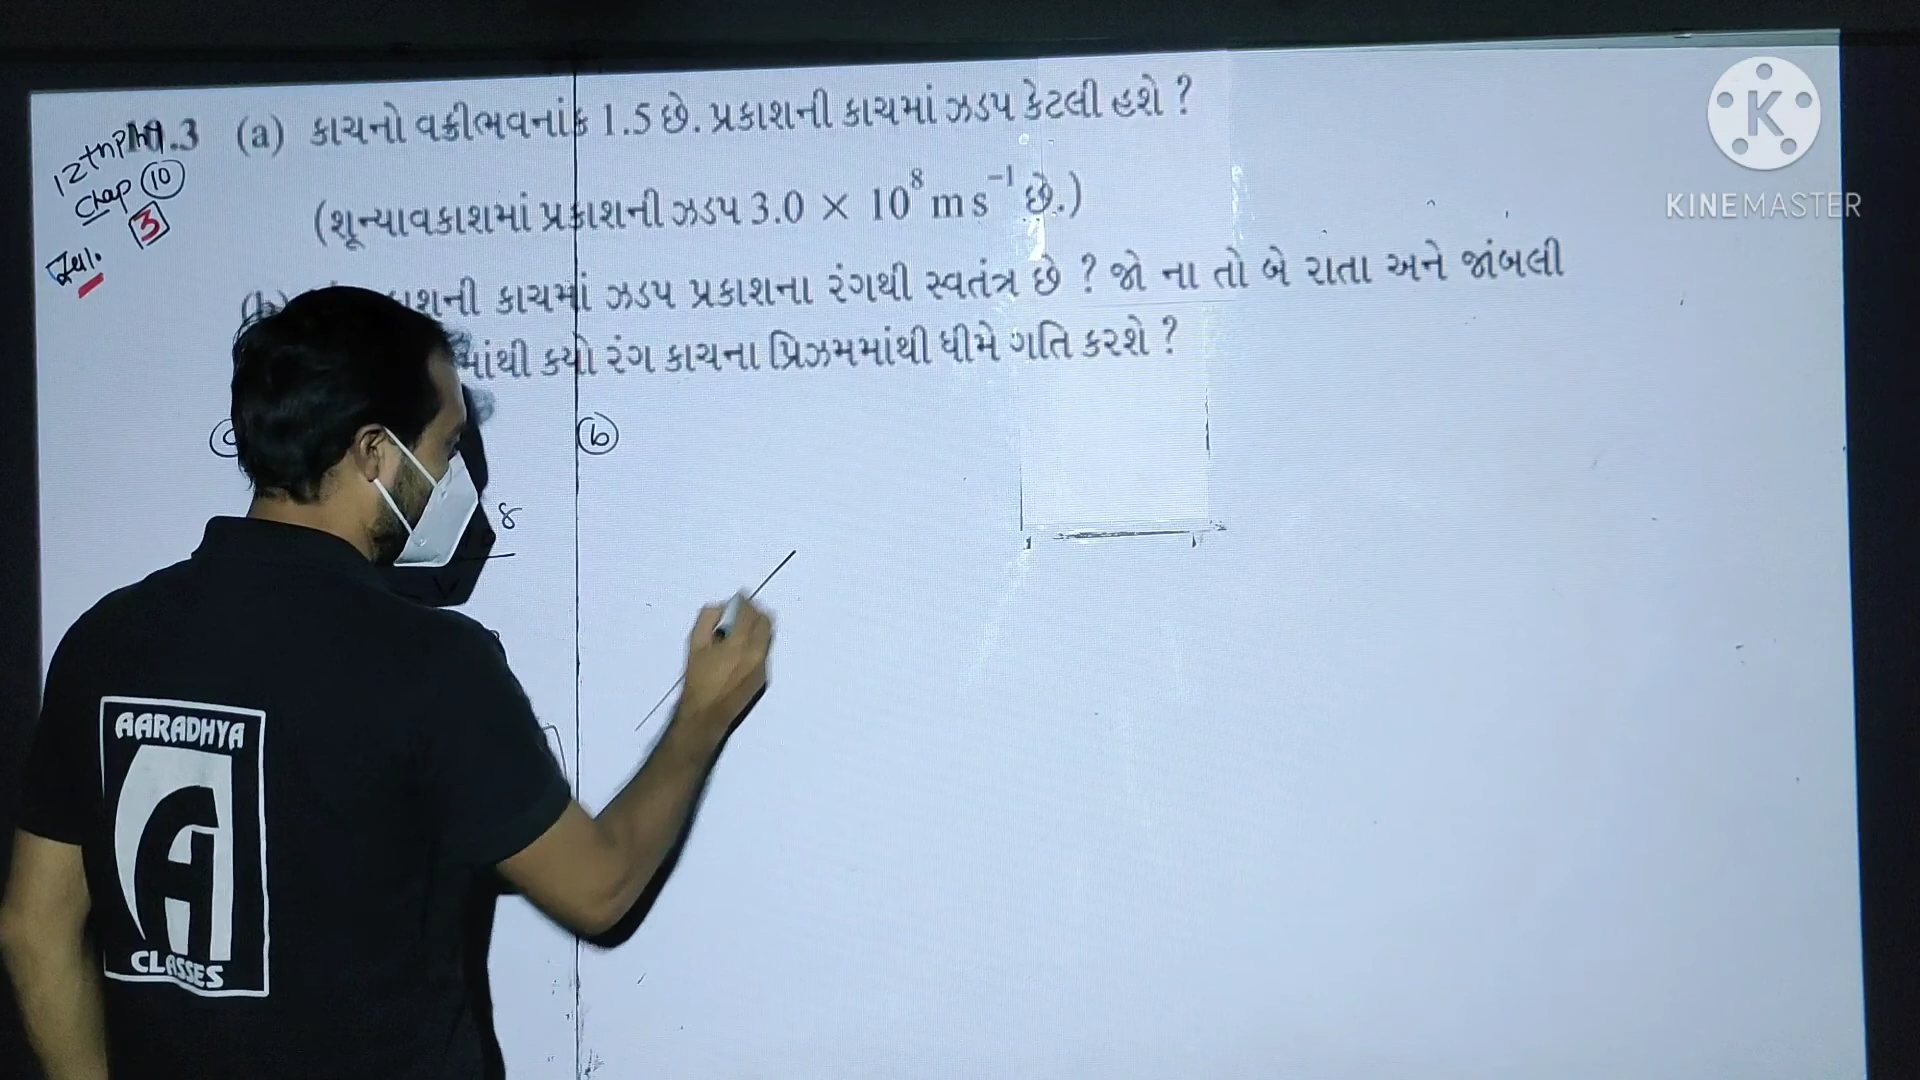 10.3 (a) કાચનો વક્રીભવનાંક 1.5 છે. પ્રકાશની કાચમાં ઝડપ કેટલી હશે ?
(શૂન્યાવકાશમાં પ્રકાશની ઝડપ 3.0 × 10⁸ m s⁻¹ છે.)
કાચમાં ઝડપ પ્રકાશના રંગથી સ્વતંત્ર છે ? જો ના તો બે રાતા અને જાંબલી
માંથી કયો રંગ કાચના પ્રિઝમમાંથી ધીમે ગતિ કરશે ?
Chap 10
3
b
8
AARADHYA
CLASSES
K
KINEMASTER